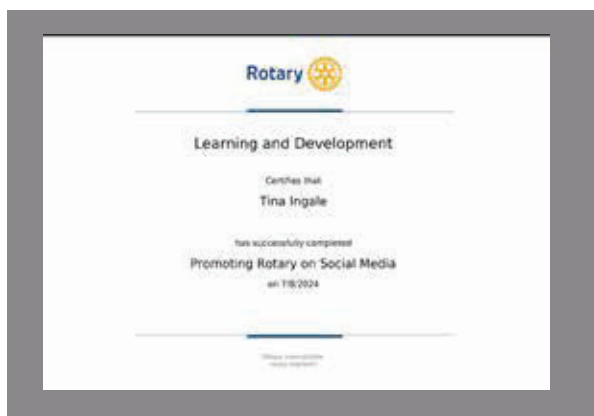 Rotary
Learning and Development
Certifies that
Tina Ingale
has successfully completed
Promoting Rotary on Social Media
on 7/8/2024